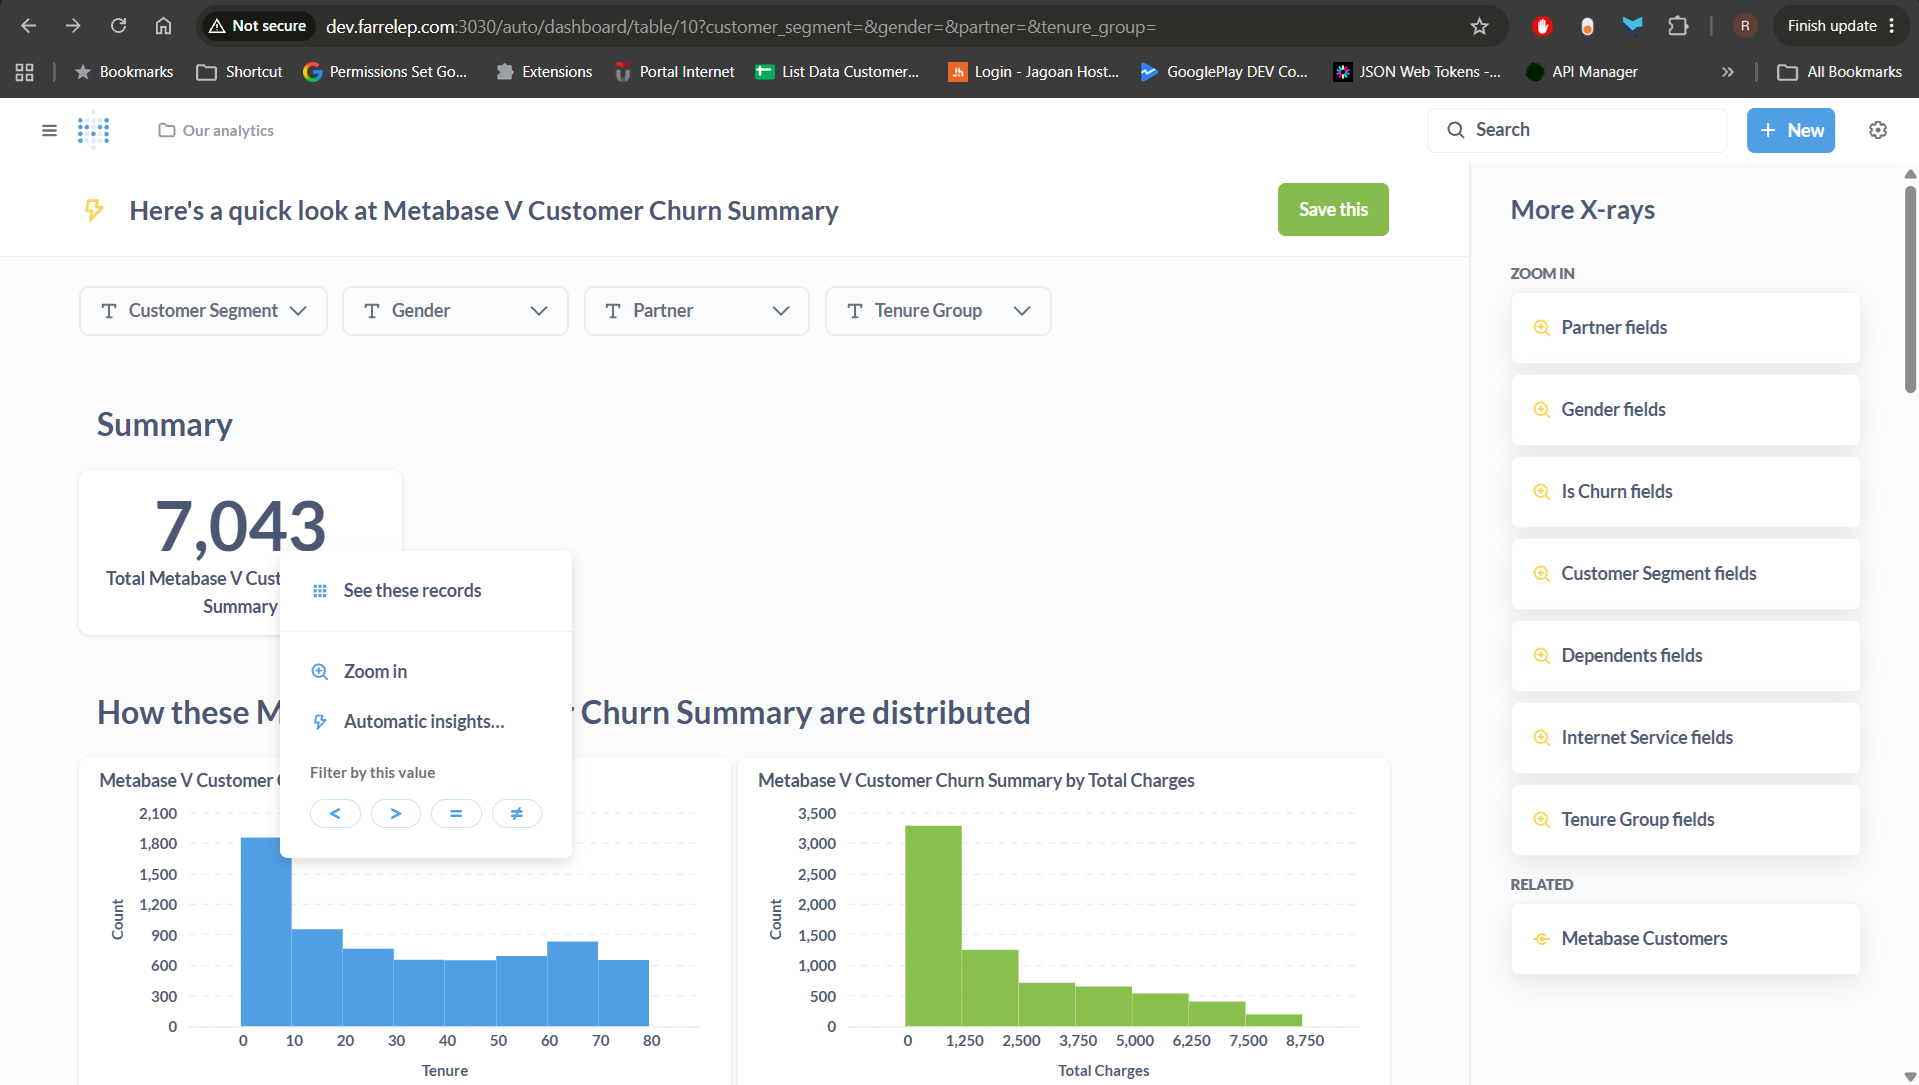 Not secure
dev.farrelep.com:3030/auto/dashboard/table/10?customer_segment=&gender=&partner=&tenure_group=
R
Finish update
Bookmarks
Shortcut
Permissions Set Go...
Extensions
Portal Internet
List Data Customer...
Login - Jagoan Host...
GooglePlay DEV Co...
JSON Web Tokens -...
API Manager
All Bookmarks
Our analytics
Search
+ New
Here's a quick look at Metabase V Customer Churn Summary
Save this
Customer Segment
Gender
Partner
Tenure Group
Summary
7,043
Total Metabase V Cust
Summary
See these records
Zoom in
Automatic insights...
Filter by this value
<
>
=
≠
How these M
r Churn Summary are distributed
Metabase V Customer
2,100
1,800
1,500
1,200
900
600
300
0
Count
0 10 20 30 40 50 60 70 80
Tenure
Metabase V Customer Churn Summary by Total Charges
3,500
3,000
2,500
2,000
1,500
1,000
500
0
Count
0 1,250 2,500 3,750 5,000 6,250 7,500 8,750
Total Charges
More X-rays
ZOOM IN
Partner fields
Gender fields
Is Churn fields
Customer Segment fields
Dependents fields
Internet Service fields
Tenure Group fields
RELATED
Metabase Customers